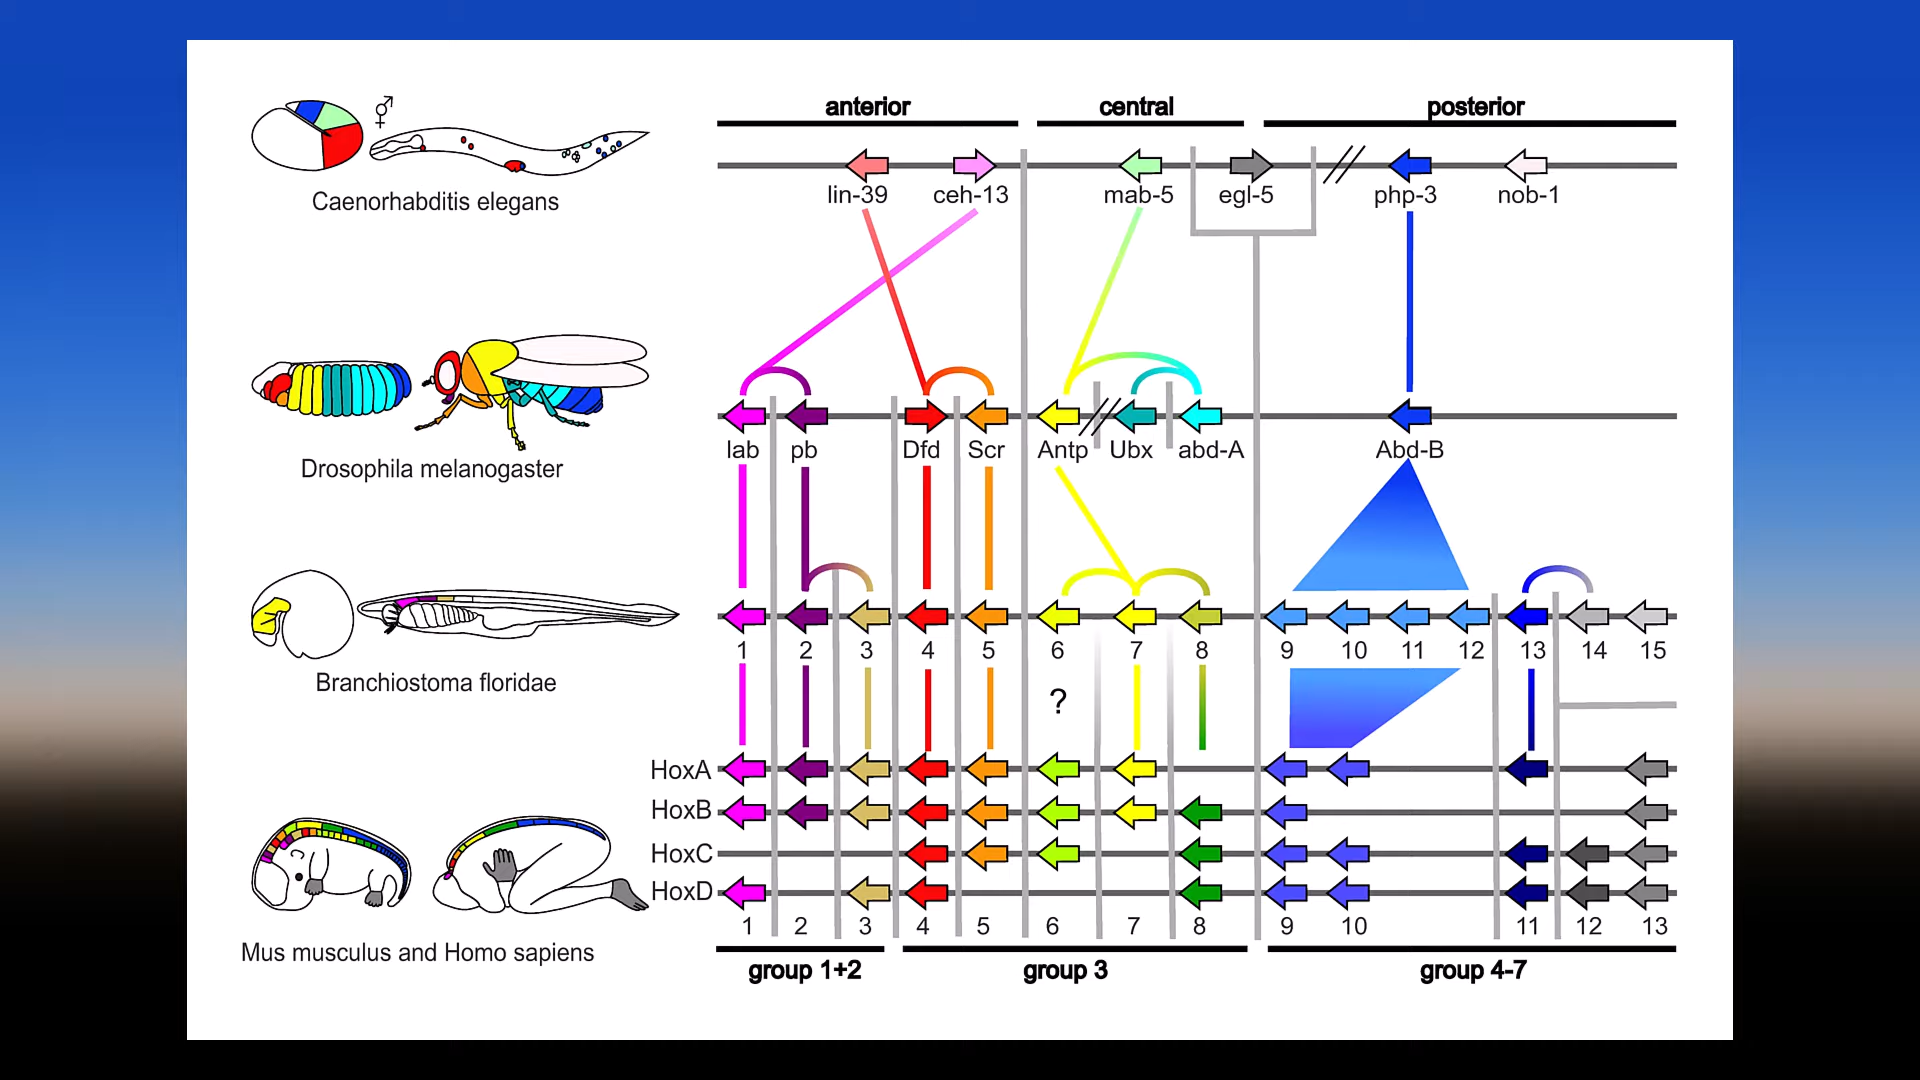 anterior central posterior
lin-39 ceh-13 mab-5 egl-5 php-3 nob-1
Caenorhabditis elegans
lab pb Dfd Scr Antp Ubx abd-A Abd-B
Drosophila melanogaster
1 2 3 4 5 6 7 8 9 10 11 12 13 14 15
Branchiostoma floridae
?
HoxA
HoxB
HoxC
HoxD
1 2 3 4 5 6 7 8 9 10 11 12 13
Mus musculus and Homo sapiens
group 1+2 group 3 group 4-7